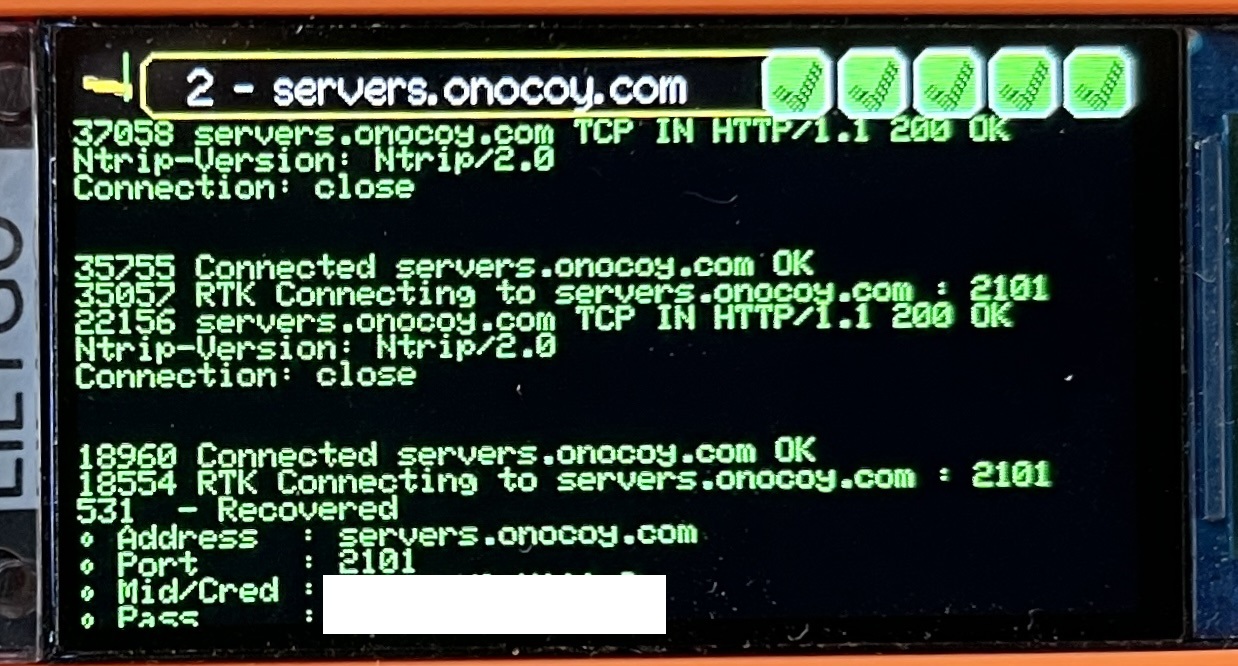 2 - servers.onocoy.com
37058 servers.onocoy.com TCP IN HTTP/1.1 200 OK
Ntrip-Version: Ntrip/2.0
Connection: close
35755 Connected servers.onocoy.com OK
35057 RTK Connecting to servers.onocoy.com : 2101
22156 servers.onocoy.com TCP IN HTTP/1.1 200 OK
Ntrip-Version: Ntrip/2.0
Connection: close
18960 Connected servers.onocoy.com OK
18554 RTK Connecting to servers.onocoy.com : 2101
531 - Recovered
⬧ Address : servers.onocoy.com
⬧ Port : 2101
⬧ Mid/Cred :
⬧ Pass :
LILYGO